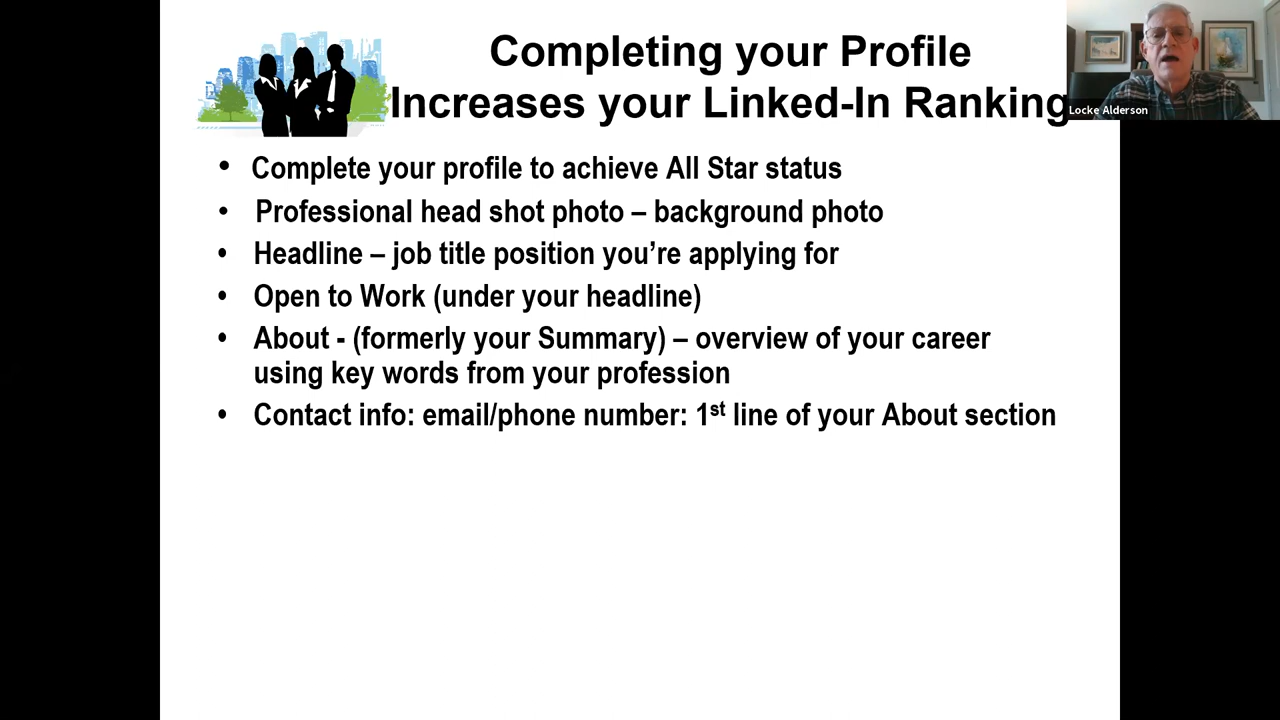 Completing your Profile
Increases your Linked-In Ranking
Locke Alderson
• Complete your profile to achieve All Star status
• Professional head shot photo – background photo
• Headline – job title position you’re applying for
• Open to Work (under your headline)
• About - (formerly your Summary) – overview of your career
using key words from your profession
• Contact info: email/phone number: 1st line of your About section